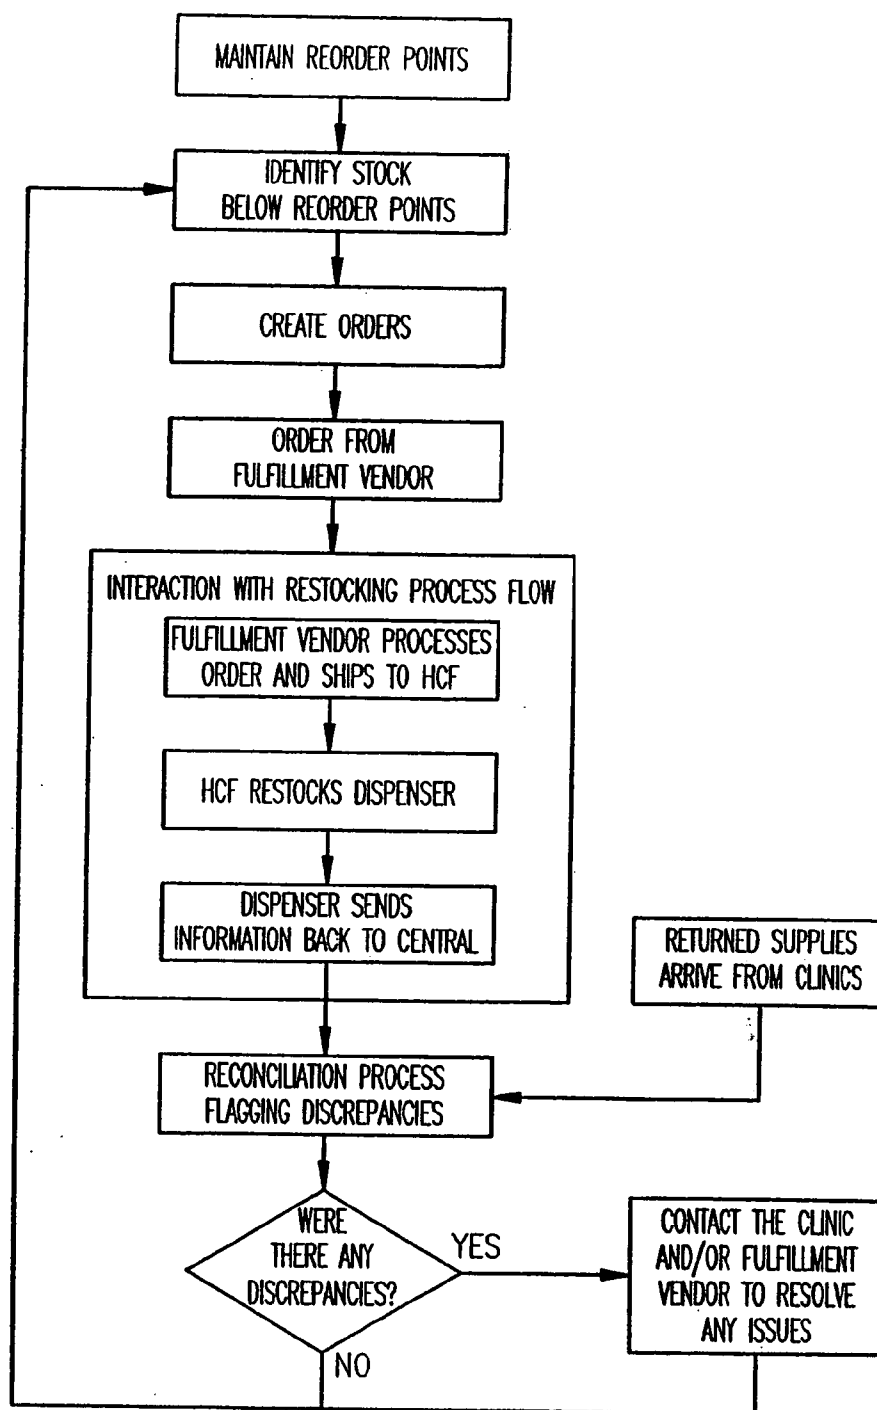 MAINTAIN REORDER POINTS
IDENTIFY STOCK
BELOW REORDER POINTS
CREATE ORDERS
ORDER FROM
FULFILLMENT VENDOR
INTERACTION WITH RESTOCKING PROCESS FLOW
FULFILLMENT VENDOR PROCESSES
ORDER AND SHIPS TO HCF
HCF RESTOCKS DISPENSER
DISPENSER SENDS
INFORMATION BACK TO CENTRAL
RETURNED SUPPLIES
ARRIVE FROM CLINICS
RECONCILIATION PROCESS
FLAGGING DISCREPANCIES
WERE
THERE ANY
DISCREPANCIES?
YES
NO
CONTACT THE CLINIC
AND/OR FULFILLMENT
VENDOR TO RESOLVE
ANY ISSUES